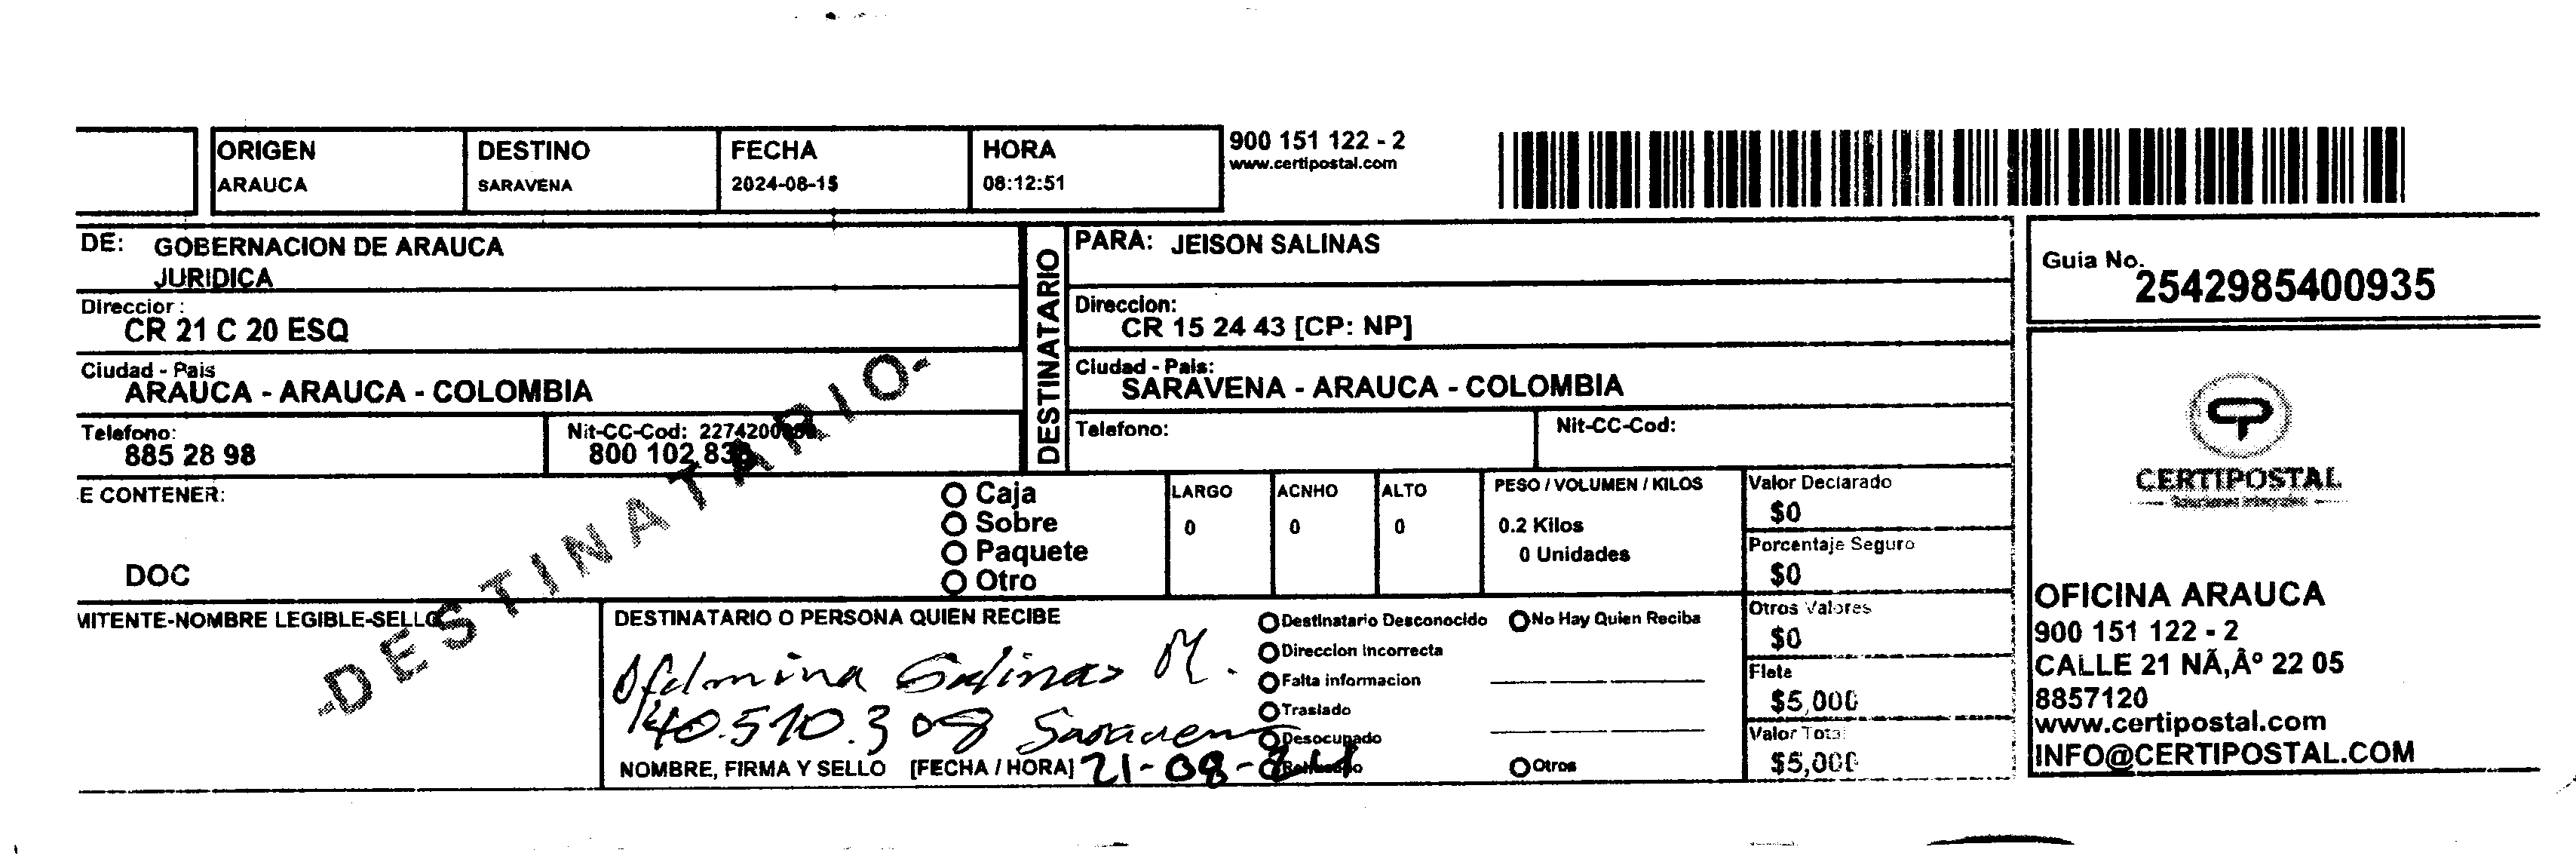 ORIGEN
ARAUCA
DESTINO
SARAVENA
FECHA
2024-08-15
HORA
08:12:51
900 151 122 - 2
www.certipostal.com
DE: GOBERNACION DE ARAUCA
JURIDICA
Direccior :
CR 21 C 20 ESQ
Ciudad - Pais
ARAUCA - ARAUCA - COLOMBIA
Telefono:
885 28 98
Nit-CC-Cod:
800 102
DESTINATARIO
PARA: JEISON SALINAS
Direccion:
CR 15 24 43 [CP: NP]
Ciudad - Pais:
SARAVENA - ARAUCA - COLOMBIA
Telefono:
Nit-CC-Cod:
Guia No.
2542985400935
E CONTENER:
DOC
Caja
Sobre
Paquete
Otro
LARGO
0
ACNHO
0
ALTO
0
PESO / VOLUMEN / KILOS
0.2 Kilos
0 Unidades
Valor Declarado
$0
Porcentaje Seguro
$0
Otros Valores
$0
Flete
$5,000
Valor Total
$5,000
-DESTINATARIO-
MITENTE-NOMBRE LEGIBLE-SELLO
DESTINATARIO O PERSONA QUIEN RECIBE
Salinas M.
40.510.308 Saravena
NOMBRE, FIRMA Y SELLO [FECHA / HORA] 21-08-24
Destinatario Desconocido
Direccion Incorrecta
Falta informacion
Traslado
Desocupado
No Hay Quien Reciba
Otros
CERTIPOSTAL
Soluciones Integrales
OFICINA ARAUCA
900 151 122 - 2
CALLE 21 NÃ‚Âº 22 05
8857120
www.certipostal.com
INFO@CERTIPOSTAL.COM